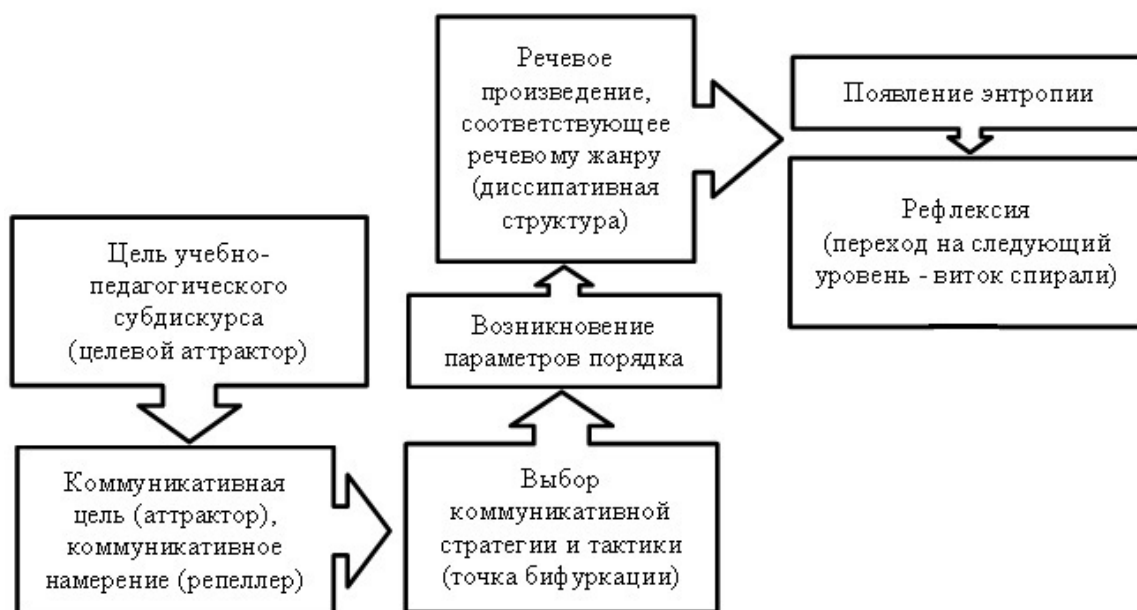 Цель учебно-
педагогического
субдискурса
(целевой аттрактор)
Коммуникативная
цель (аттрактор),
коммуникативное
намерение (репеллер)
Выбор
коммуникативной
стратегии и тактики
(точка бифуркации)
Возникновение
параметров порядка
Речевое
произведение,
соответствующее
речевому жанру
(диссипативная
структура)
Появление энтропии
Рефлексия
(переход на следующий
уровень - виток спирали)